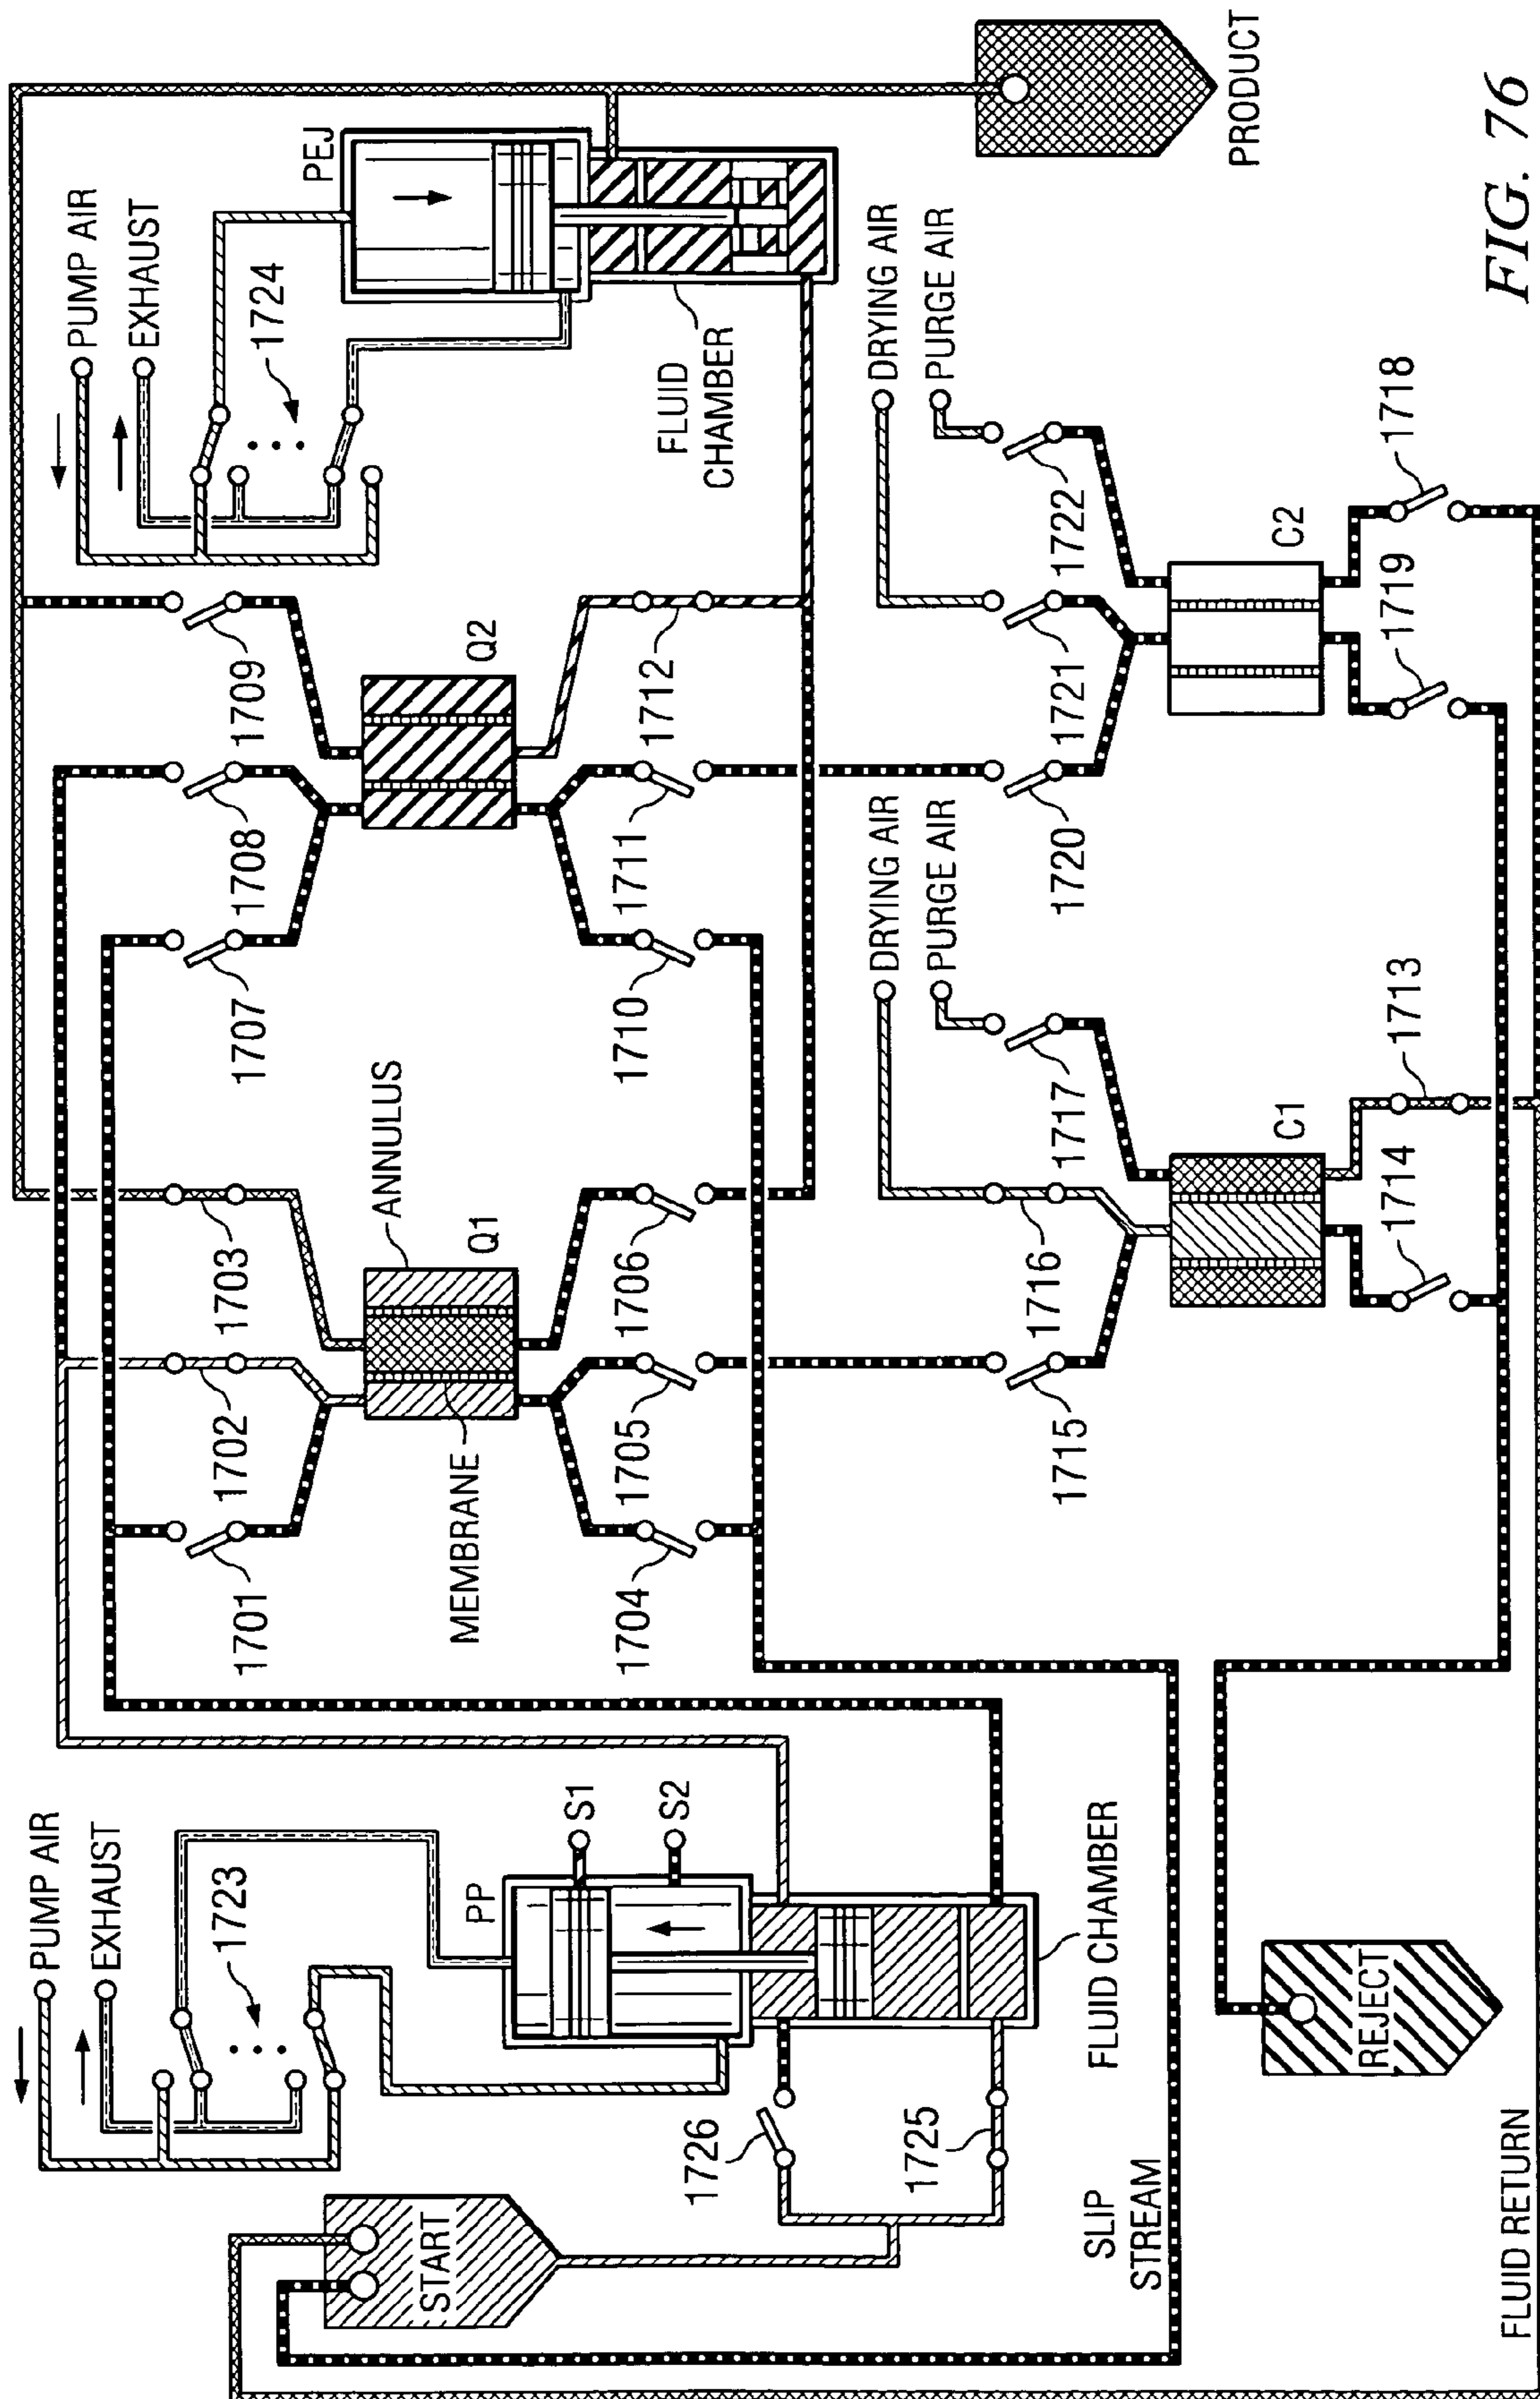 PUMP AIR
EXHAUST
1723
PP
S1
S2
START
1726
1725
FLUID CHAMBER
SLIP
STREAM
REJECT
FLUID RETURN
1701
1702
1703
MEMBRANE
ANNULUS
Q1
1704
1705
1706
1707
1708
1709
Q2
1710
1711
1712
PUMP AIR
EXHAUST
1724
PEJ
FLUID
CHAMBER
DRYING AIR
PURGE AIR
1715
1716
1717
C1
1714
1713
DRYING AIR
PURGE AIR
1720
1721
1722
C2
1719
1718
PRODUCT
FIG. 76